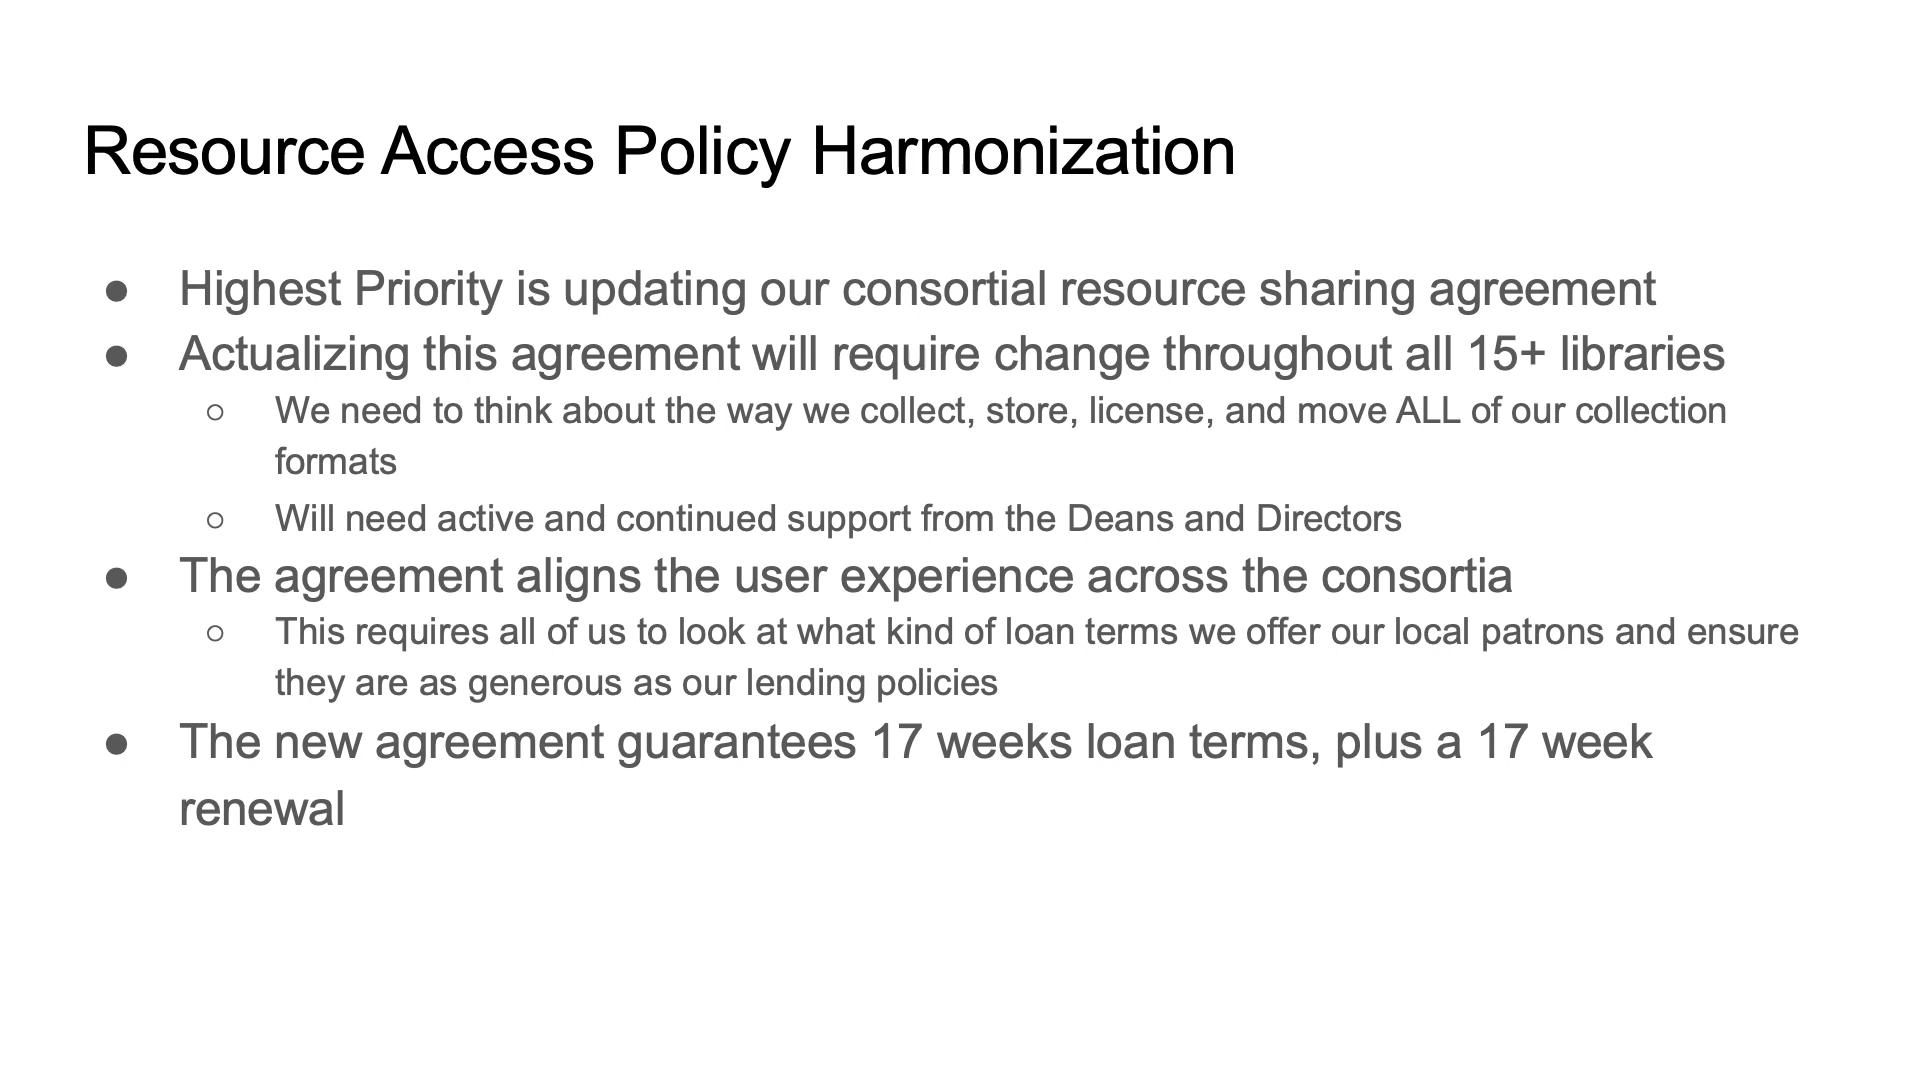 Resource Access Policy Harmonization
● Highest Priority is updating our consortial resource sharing agreement
● Actualizing this agreement will require change throughout all 15+ libraries
○ We need to think about the way we collect, store, license, and move ALL of our collection
formats
○ Will need active and continued support from the Deans and Directors
● The agreement aligns the user experience across the consortia
○ This requires all of us to look at what kind of loan terms we offer our local patrons and ensure
they are as generous as our lending policies
● The new agreement guarantees 17 weeks loan terms, plus a 17 week
renewal